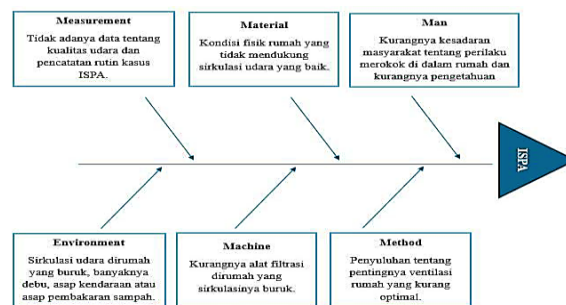 Measurement
Tidak adanya data tentang
kualitas udara dan
pencatatan rutin kasus
ISPA.
Material
Kondisi fisik rumah yang
tidak mendukung
sirkulasi udara yang baik.
Man
Kurangnya kesadaran
masyarakat tentang perilaku
merokok di dalam rumah dan
kurangnya pengetahuan
ISPA
Environment
Sirkulasi udara dirumah
yang buruk, banyaknya
debu, asap kendaraan atau
asap pembakaran sampah.
Machine
Kurangnya alat filtrasi
dirumah yang
sirkulasinya buruk.
Method
Penyuluhan tentang
pentingnya ventilasi
rumah yang kurang
optimal.